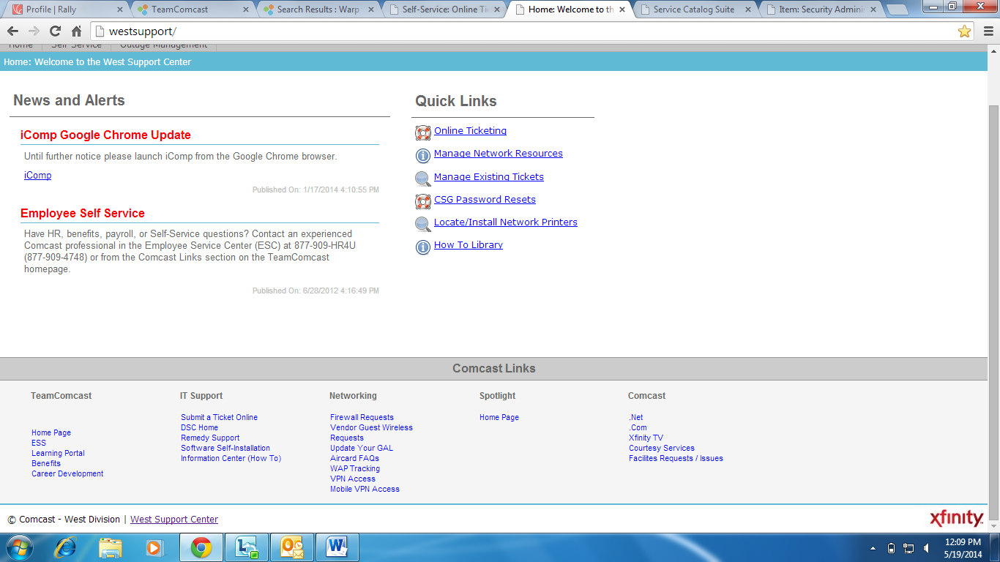 Profile | Rally
TeamComcast
Search Results : Warp
Self-Service: Online Ti
Home: Welcome to th
Service Catalog Suite
Item: Security Adminis
westsupport/
Home Self Service Outage Management
Home: Welcome to the West Support Center
News and Alerts
iComp Google Chrome Update
Until further notice please launch iComp from the Google Chrome browser.
iComp
Published On: 1/17/2014 4:10:55 PM
Employee Self Service
Have HR, benefits, payroll, or Self-Service questions? Contact an experienced
Comcast professional in the Employee Service Center (ESC) at 877-909-HR4U
(877-909-4748) or from the Comcast Links section on the TeamComcast
homepage.
Published On: 6/28/2012 4:16:49 PM
Quick Links
Online Ticketing
Manage Network Resources
Manage Existing Tickets
CSG Password Resets
Locate/Install Network Printers
How To Library
Comcast Links
TeamComcast
Home Page
ESS
Learning Portal
Benefits
Career Development
IT Support
Submit a Ticket Online
DSC Home
Remedy Support
Software Self-Installation
Information Center (How To)
Networking
Firewall Requests
Vendor Guest Wireless
Requests
Update Your GAL
Aircard FAQs
WAP Tracking
VPN Access
Mobile VPN Access
Spotlight
Home Page
Comcast
.Net
.Com
Xfinity TV
Courtesy Services
Facilites Requests / Issues
© Comcast - West Division | West Support Center
xfinity
12:09 PM
5/19/2014